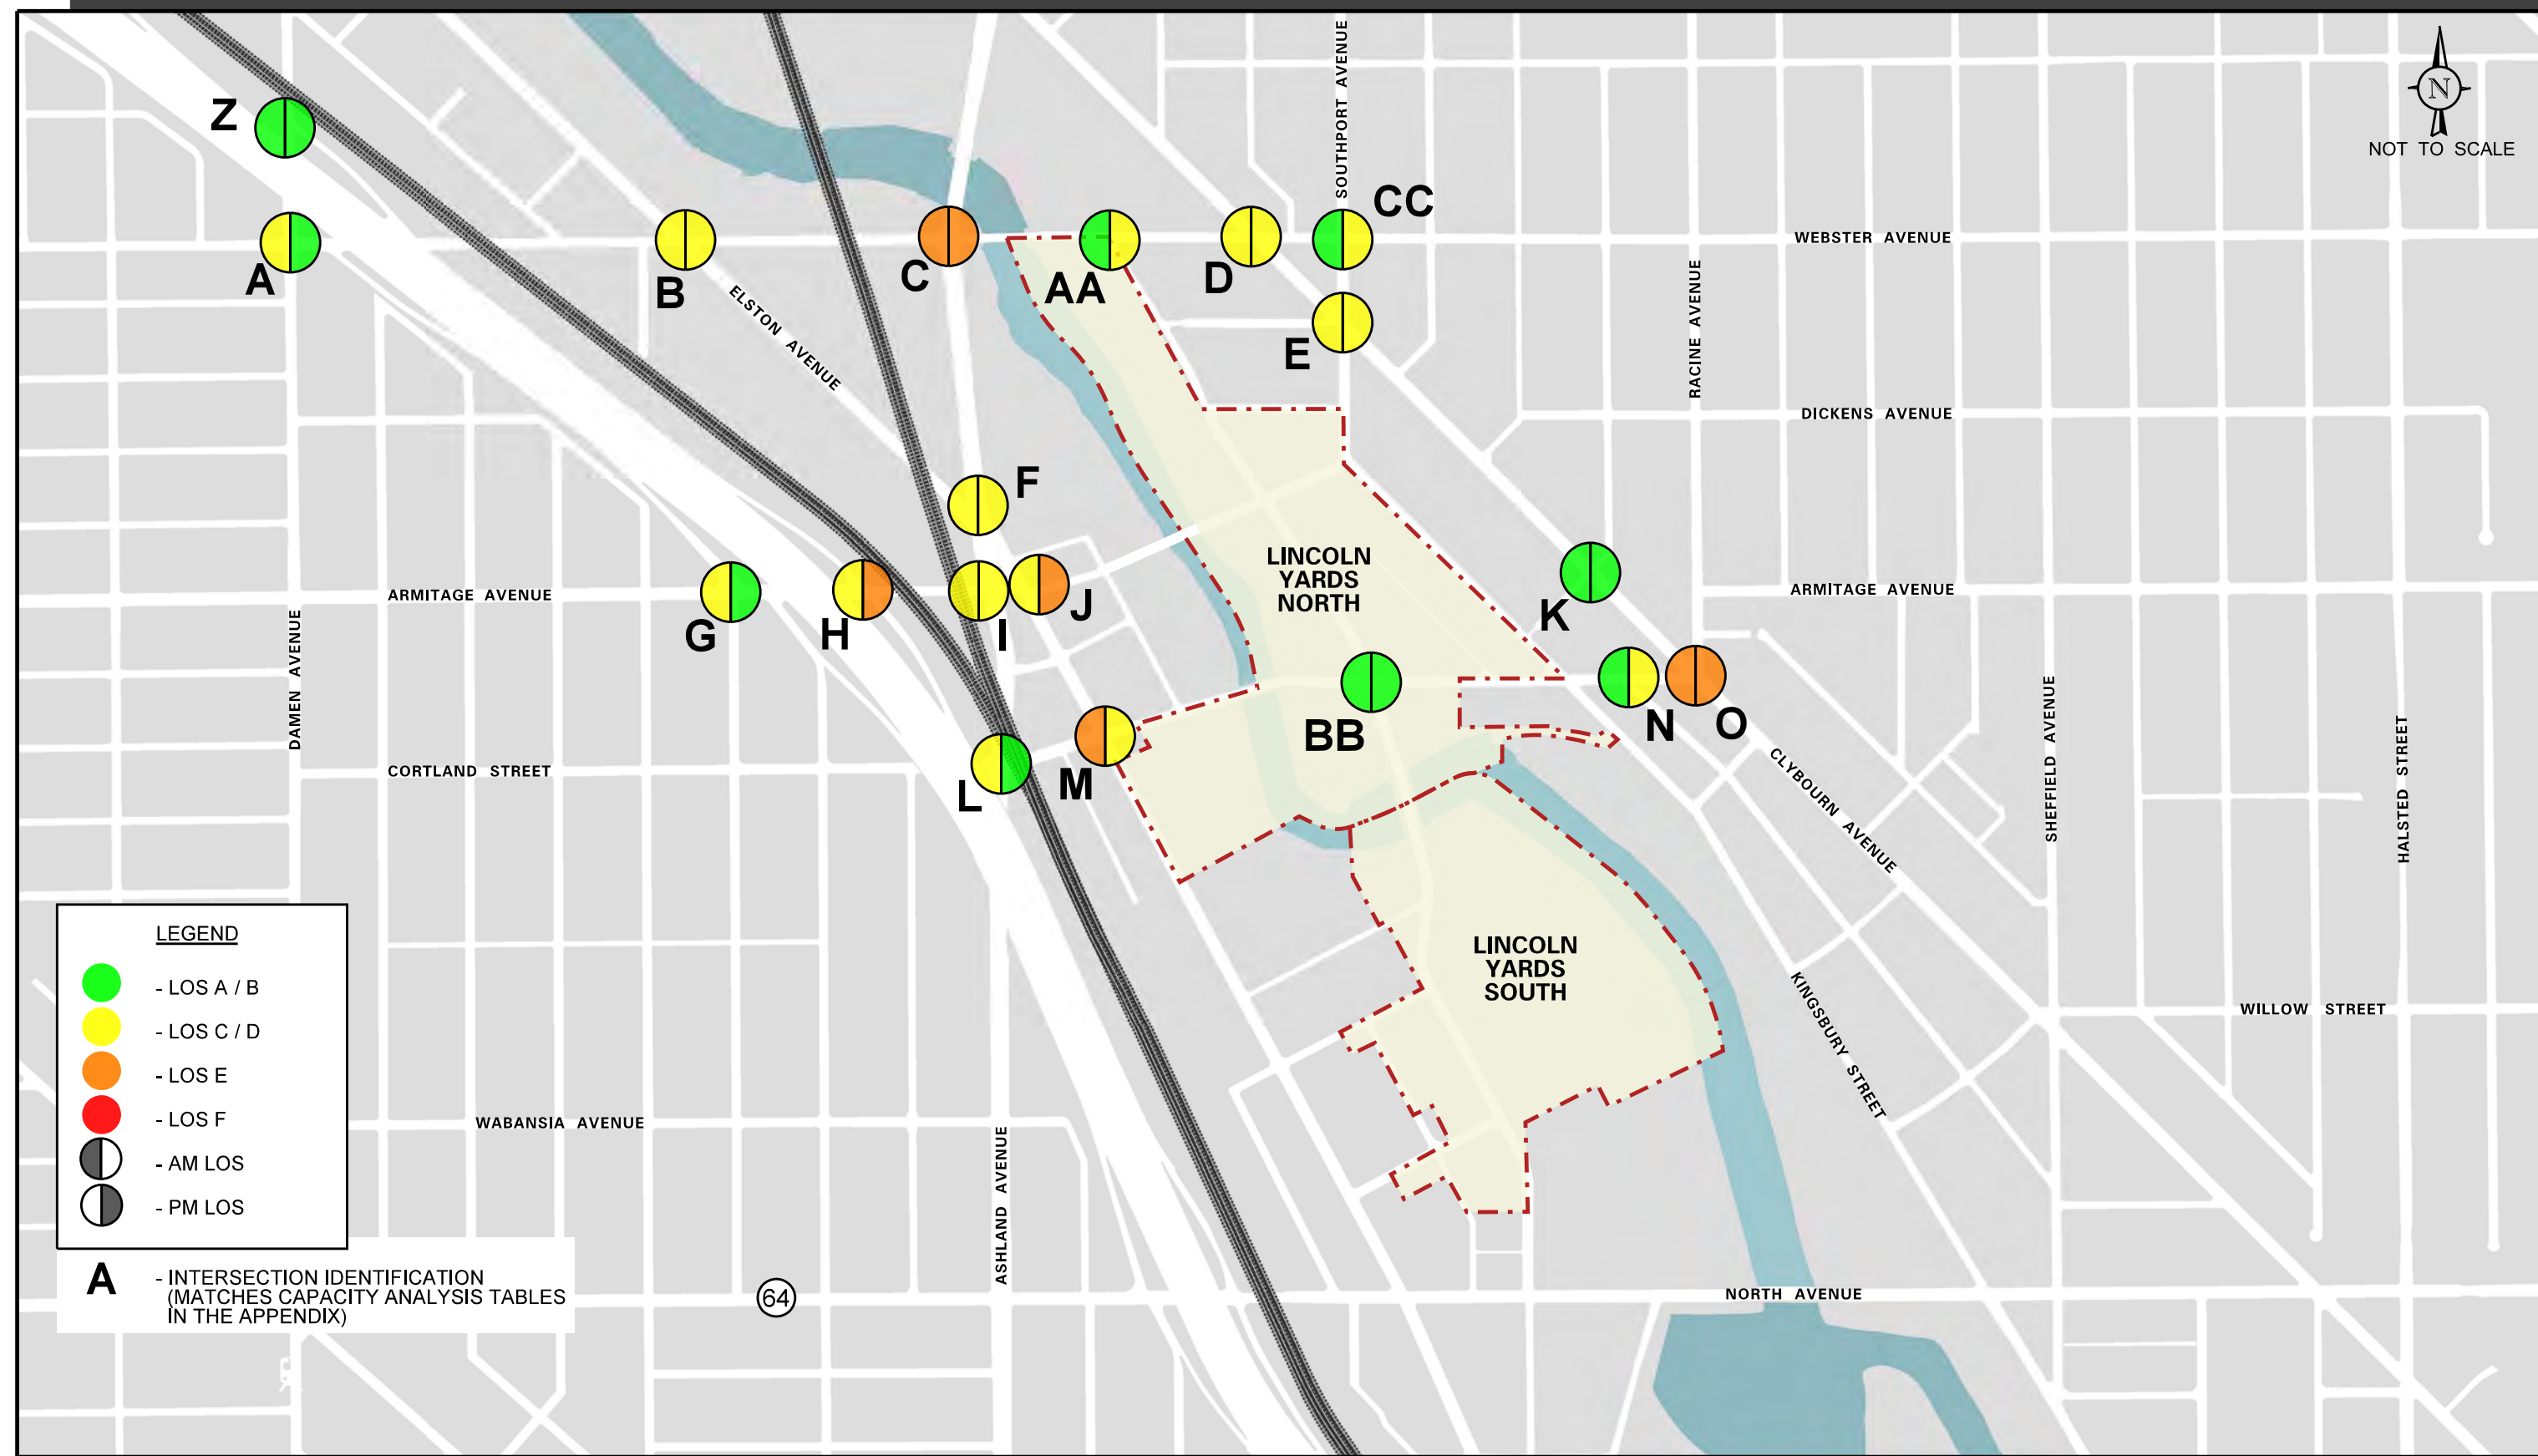 SOUTHPORT AVENUE
N
NOT TO SCALE
Z
CC
A
B
C
AA
D
WEBSTER AVENUE
ELSTON AVENUE
E
RACINE AVENUE
DICKENS AVENUE
F
LINCOLN
YARDS
NORTH
ARMITAGE AVENUE
ARMITAGE AVENUE
G
H
I
J
K
DAMEN AVENUE
BB
N
O
SHEFFIELD AVENUE
HALSTED STREET
CORTLAND STREET
L
M
CLYBOURN AVENUE
LINCOLN
YARDS
SOUTH
KINGSBURY STREET
WILLOW STREET
LEGEND
- LOS A / B
- LOS C / D
- LOS E
- LOS F
- AM LOS
- PM LOS
WABANSIA AVENUE
ASHLAND AVENUE
A
- INTERSECTION IDENTIFICATION
(MATCHES CAPACITY ANALYSIS TABLES
IN THE APPENDIX)
64
NORTH AVENUE